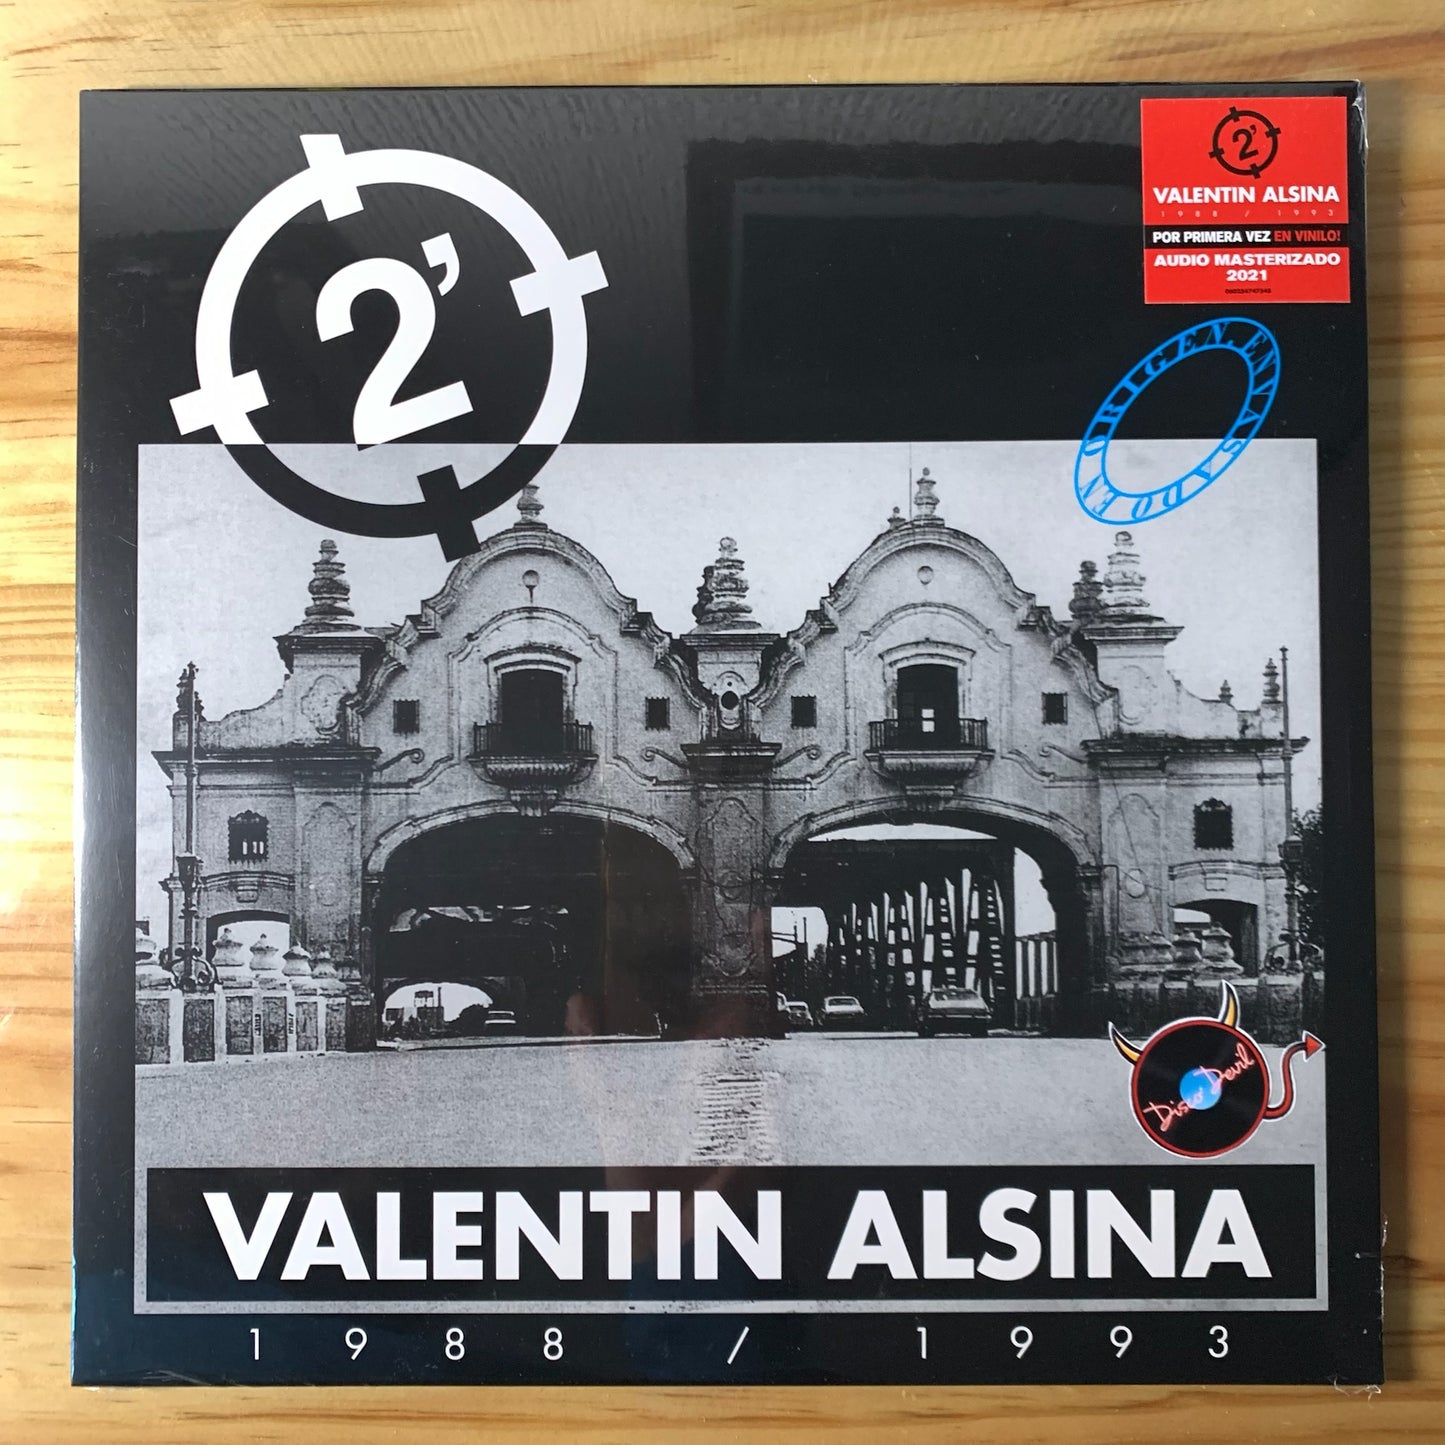 2'
2'
VALENTIN ALSINA
1988 / 1993
POR PRIMERA VEZ EN VINILO!
AUDIO MASTERIZADO
2021
ORIGEN. ENVASADO EN
Disco Devil
VALENTIN ALSINA
1988 / 1993